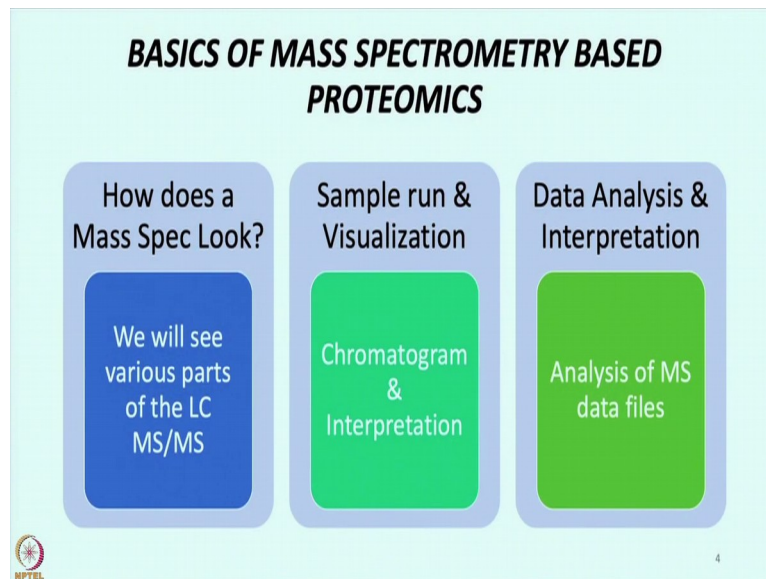 BASICS OF MASS SPECTROMETRY BASED
PROTEOMICS
How does a
Mass Spec Look?
We will see
various parts
of the LC
MS/MS
Sample run &
Visualization
Chromatogram
&
Interpretation
Data Analysis &
Interpretation
Analysis of MS
data files
NPTEL
4